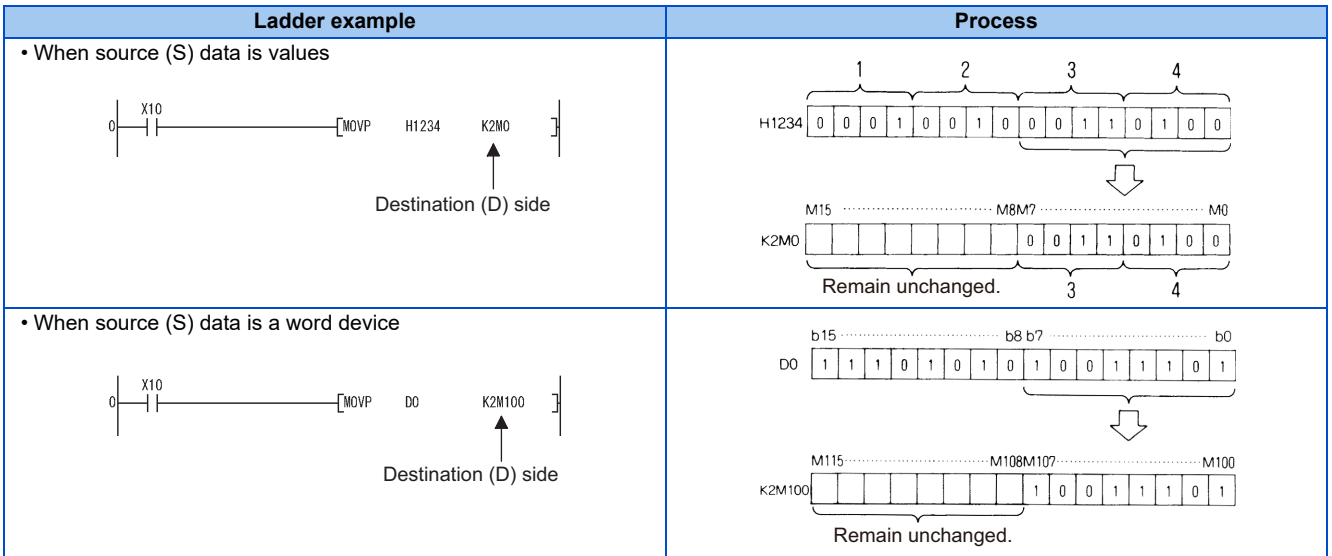 Ladder example
Process
• When source (S) data is values
0 X10 MOVP H1234 K2M0
Destination (D) side
1 2 3 4
H1234 0 0 0 1 0 0 1 0 0 0 1 1 0 1 0 0
M15 M8M7 M0
K2M0 0 0 1 1 0 1 0 0
Remain unchanged. 3 4
• When source (S) data is a word device
0 X10 MOVP D0 K2M100
Destination (D) side
b15 b8 b7 b0
D0 1 1 1 0 1 0 1 0 1 0 0 1 1 1 0 1
M115 M108M107 M100
K2M100 1 0 0 1 1 1 0 1
Remain unchanged.